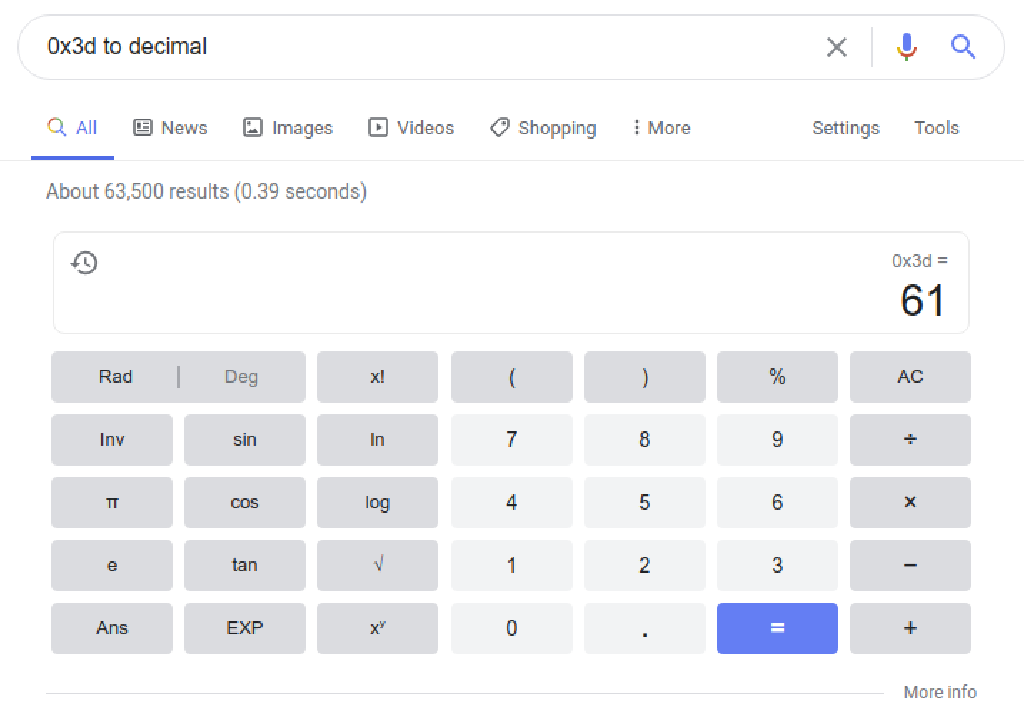 0x3d to decimal
All News Images Videos Shopping More Settings Tools
About 63,500 results (0.39 seconds)
0x3d =
61
Rad | Deg x! ( ) % AC
Inv sin ln 7 8 9 ÷
π cos log 4 5 6 ×
e tan √ 1 2 3 −
Ans EXP xʸ 0 . = +
More info